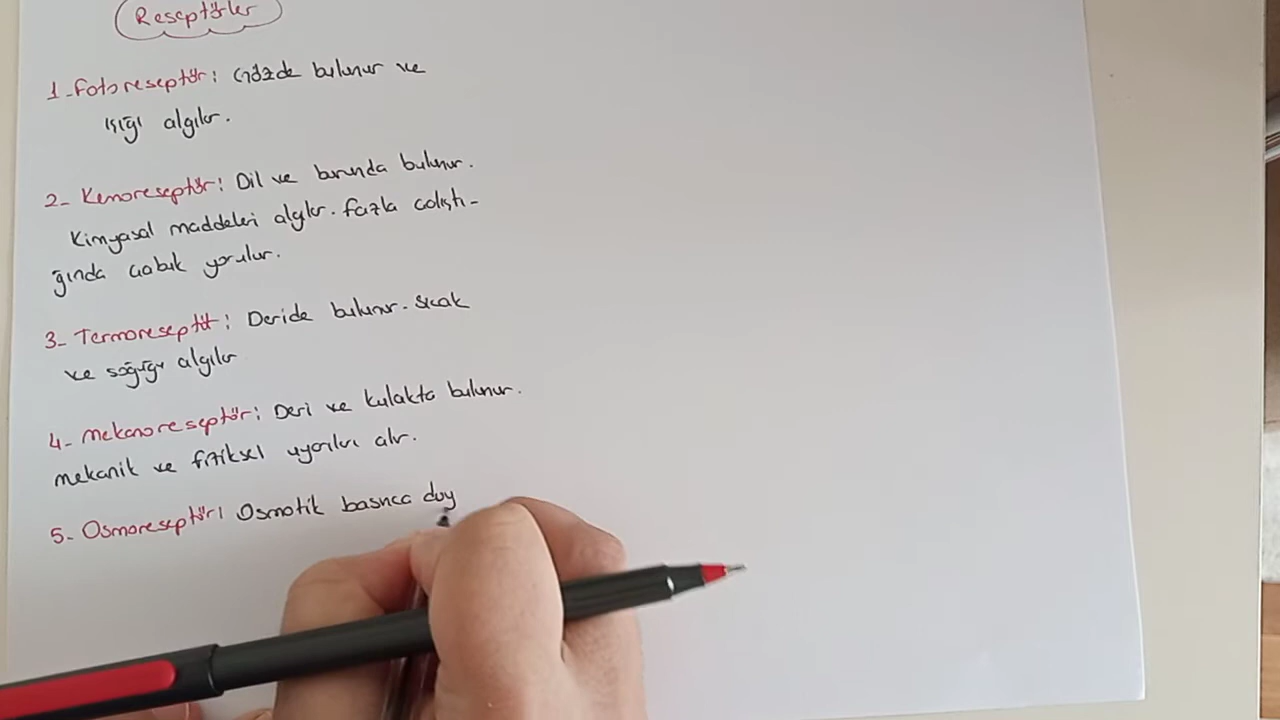 Reseptörler
1-Fotoreseptör: Gözde bulunur ve
ışığı algılar.
2- Kemoreseptör: Dil ve burunda bulunur.
Kimyasal maddeleri algılar. fazla çalıştı-
ğında çabuk yorulur.
3- Termoreseptör: Deride bulunur. Sıcak
ve soğuğu algılar
4- Mekanoreseptör: Deri ve kulakta bulunur.
mekanik ve fiziksel uyarıları alır.
5- Osmoreseptör: Osmotik basınca duy